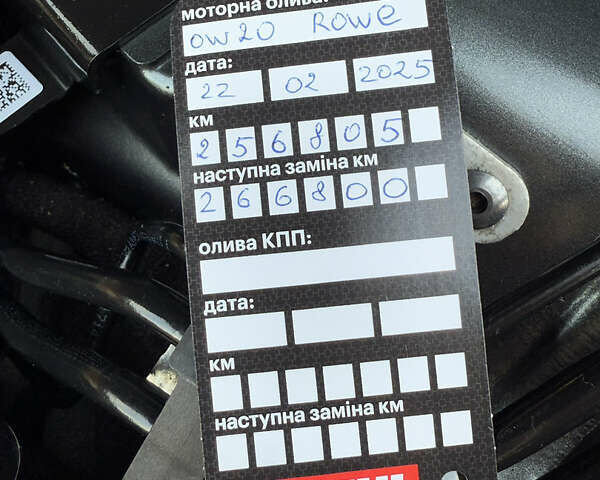 моторна олива:
0w20 Rowe
дата:
22 02 2025
км
256805
наступна заміна км
266800
олива КПП:
дата:
км
наступна заміна км